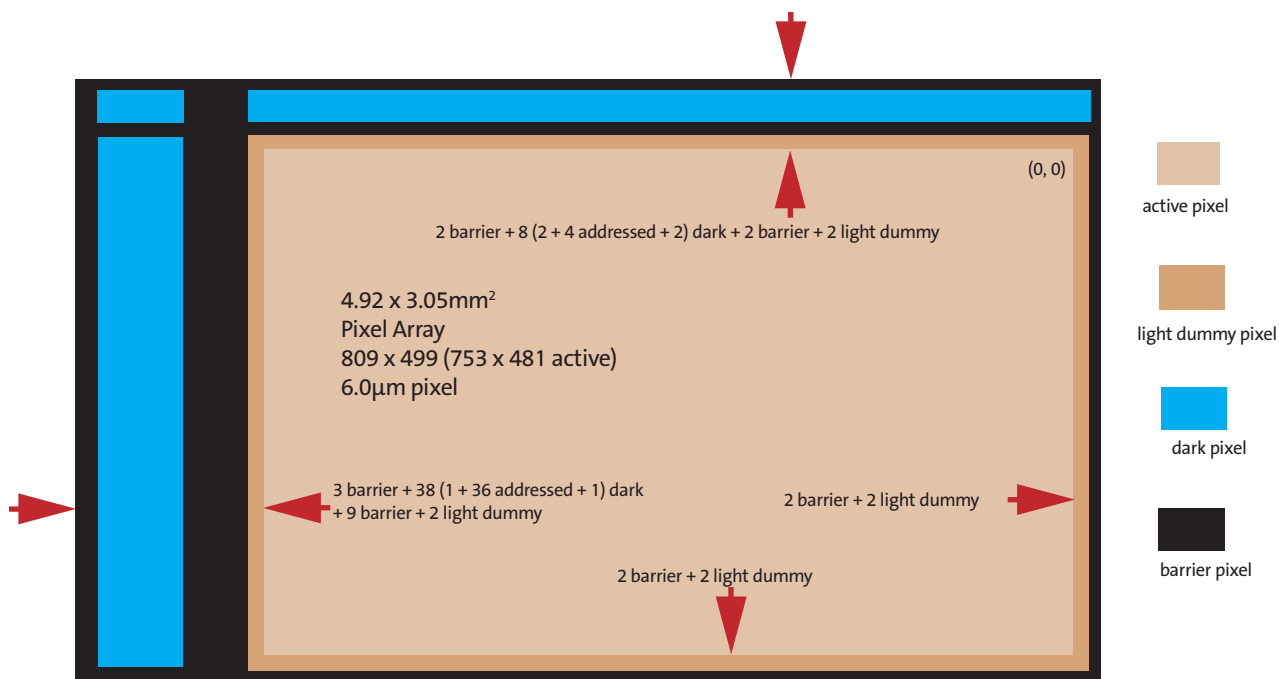 (0, 0)
2 barrier + 8 (2 + 4 addressed + 2) dark + 2 barrier + 2 light dummy
4.92 x 3.05mm²
Pixel Array
809 x 499 (753 x 481 active)
6.0μm pixel
3 barrier + 38 (1 + 36 addressed + 1) dark
+ 9 barrier + 2 light dummy
2 barrier + 2 light dummy
2 barrier + 2 light dummy
active pixel
light dummy pixel
dark pixel
barrier pixel